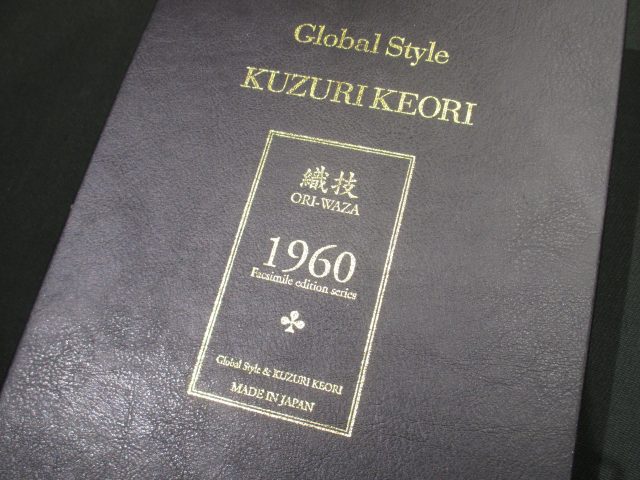 Global Style
KUZURI KEORI
織技
ORI-WAZA
1960
Facsimile edition series
Global Style & KUZURI KEORI
MADE IN JAPAN